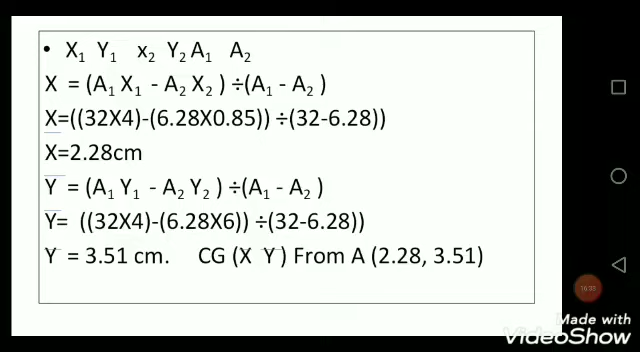 • X₁ Y₁ x₂ Y₂ A₁ A₂
X = (A₁ X₁ - A₂ X₂ ) ÷(A₁ - A₂ )
X=((32X4)-(6.28X0.85)) ÷(32-6.28))
X=2.28cm
Y = (A₁ Y₁ - A₂ Y₂ ) ÷(A₁ - A₂ )
Y= ((32X4)-(6.28X6)) ÷(32-6.28))
Y = 3.51 cm. CG (X Y ) From A (2.28, 3.51)
Made with
VideoShow